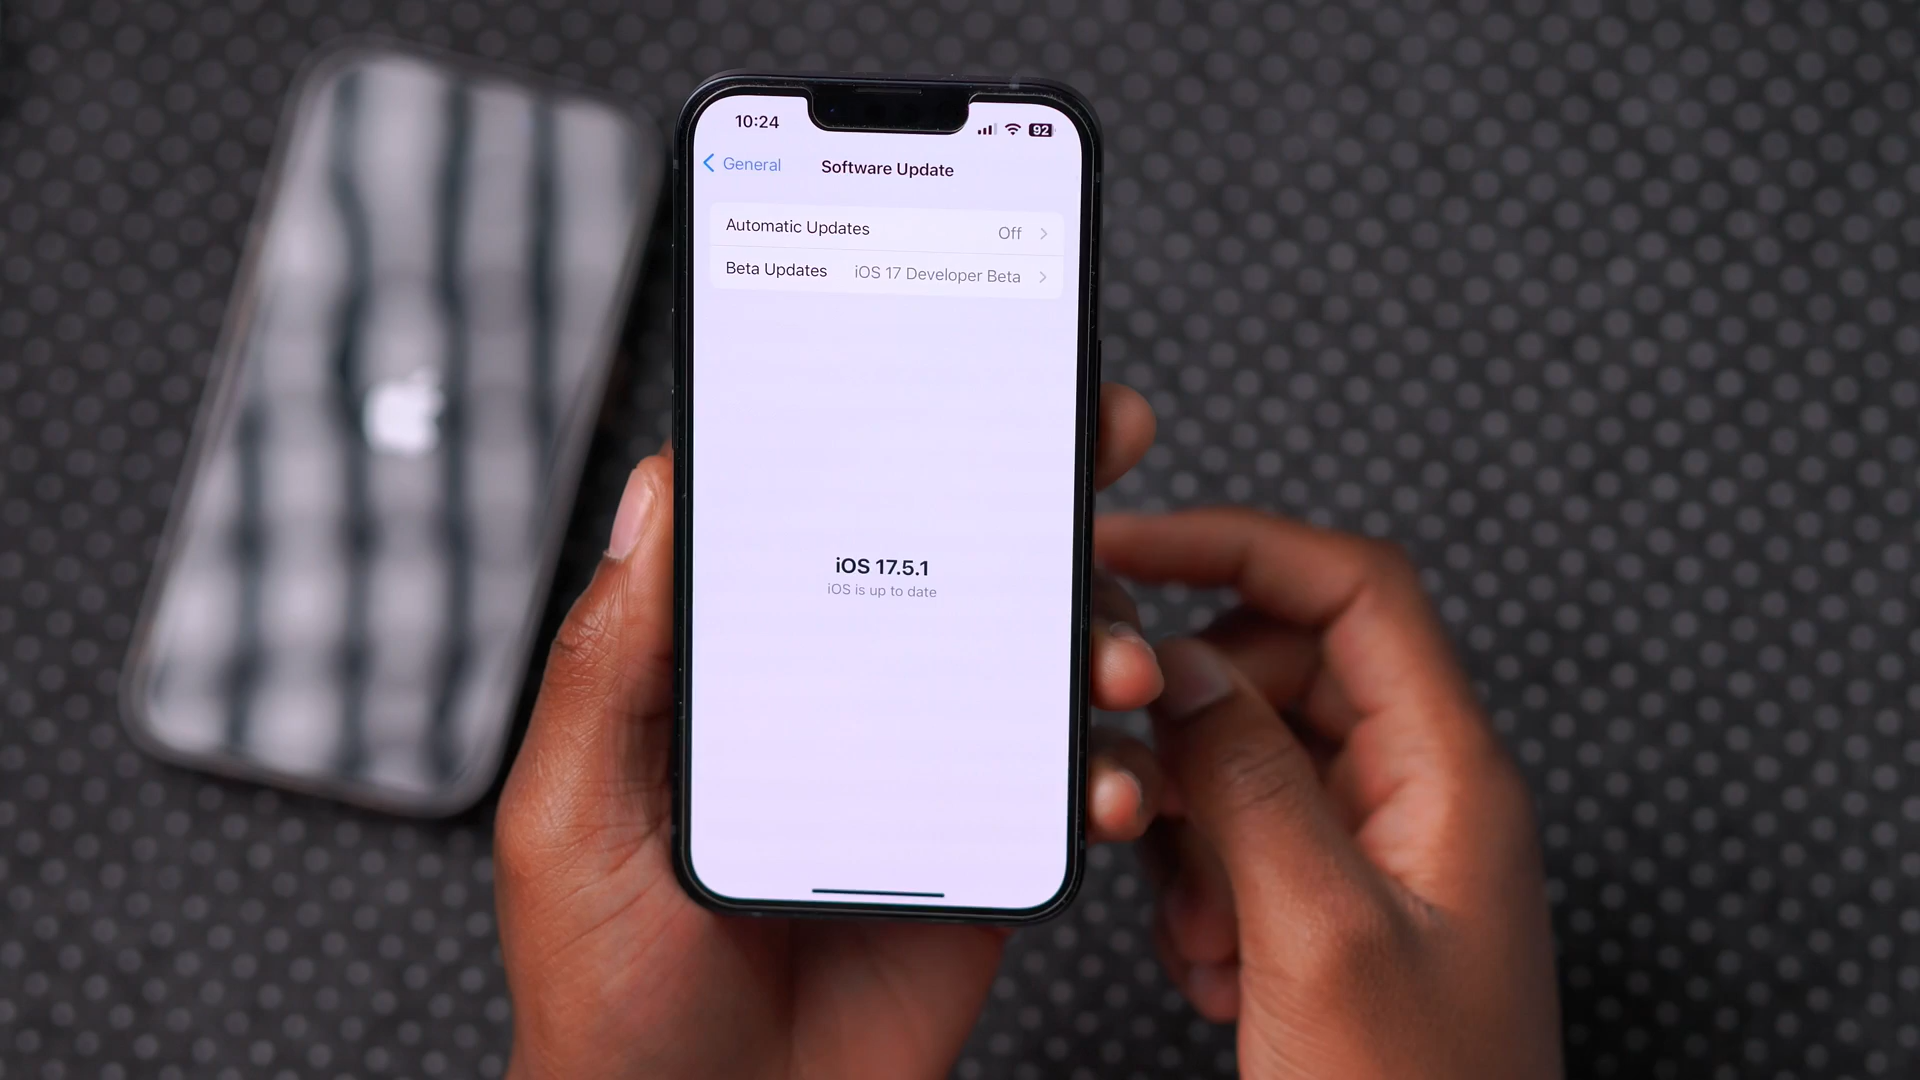 10:24
92
General
Software Update
Automatic Updates Off
Beta Updates iOS 17 Developer Beta
iOS 17.5.1
iOS is up to date